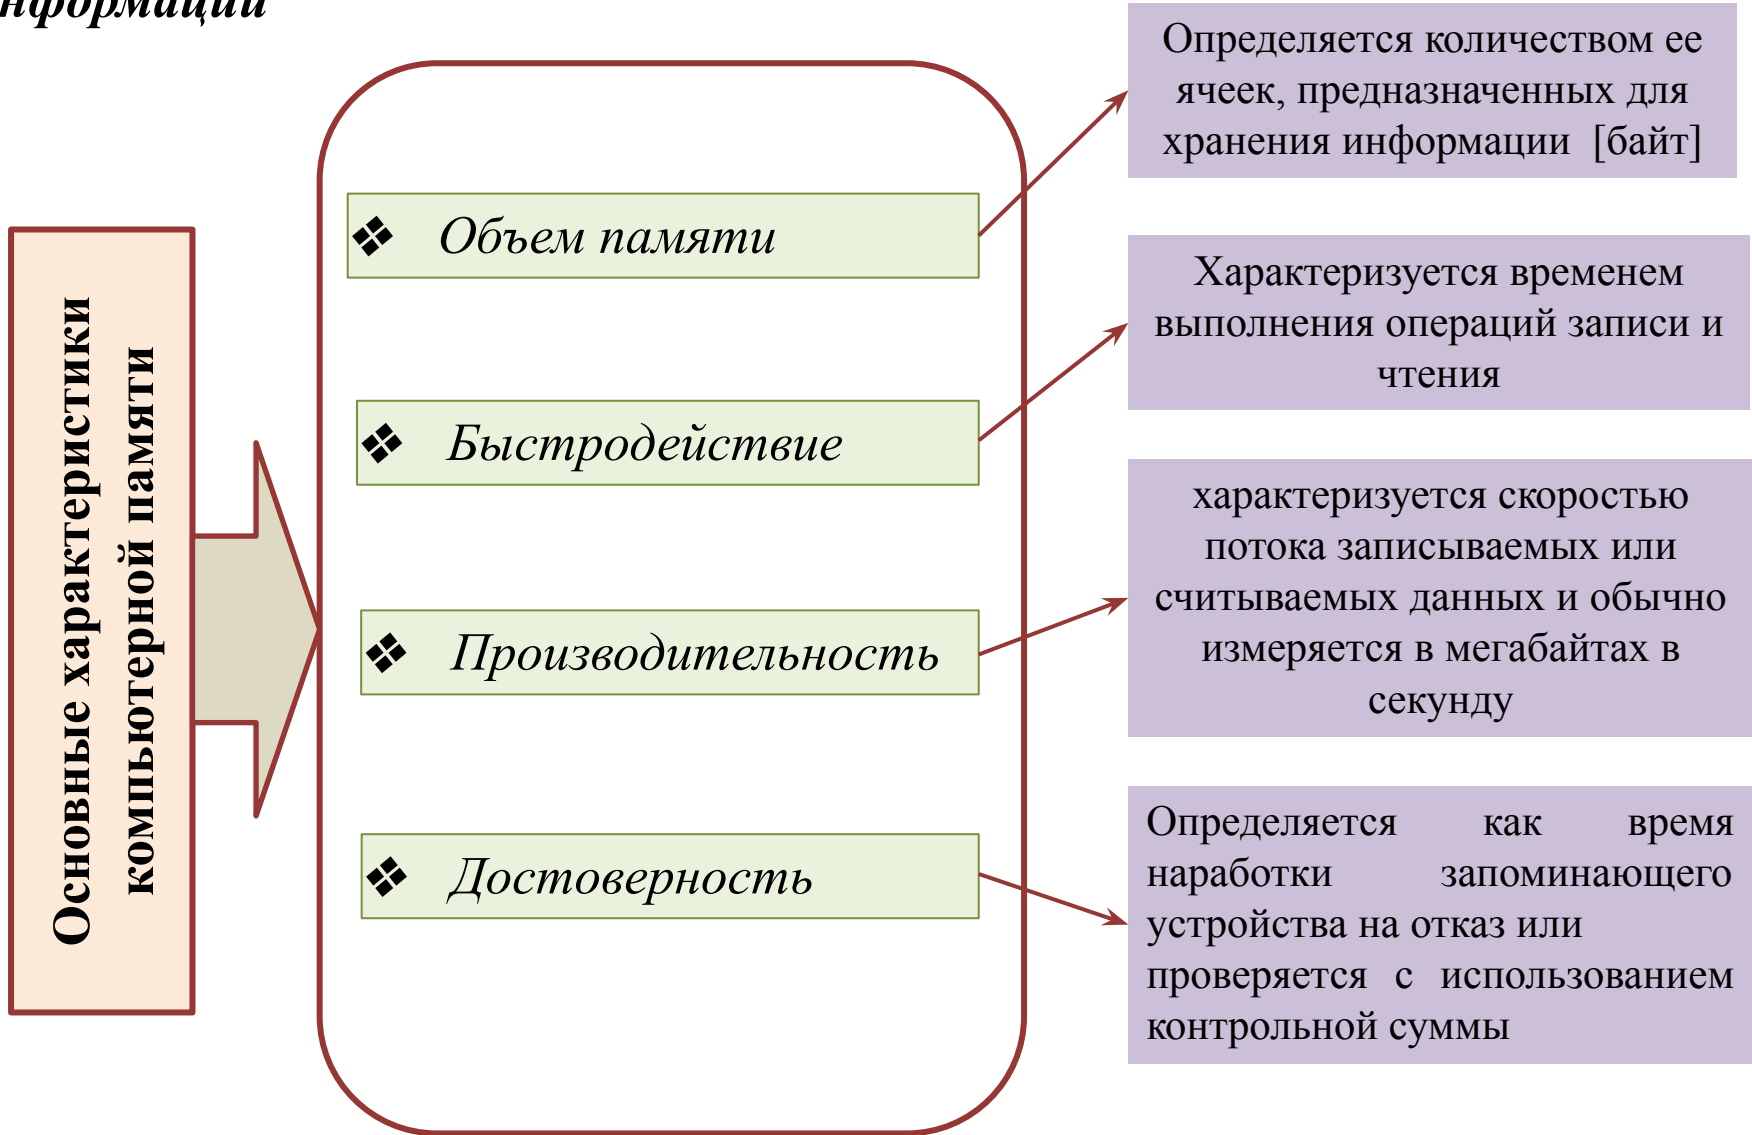 нформации
Основные характеристики
компьютерной памяти
❖ Объем памяти
Определяется количеством ее
ячеек, предназначенных для
хранения информации [байт]
❖ Быстродействие
Характеризуется временем
выполнения операций записи и
чтения
❖ Производительность
характеризуется скоростью
потока записываемых или
считываемых данных и обычно
измеряется в мегабайтах в
секунду
❖ Достоверность
Определяется как время
наработки запоминающего
устройства на отказ или
проверяется с использованием
контрольной суммы